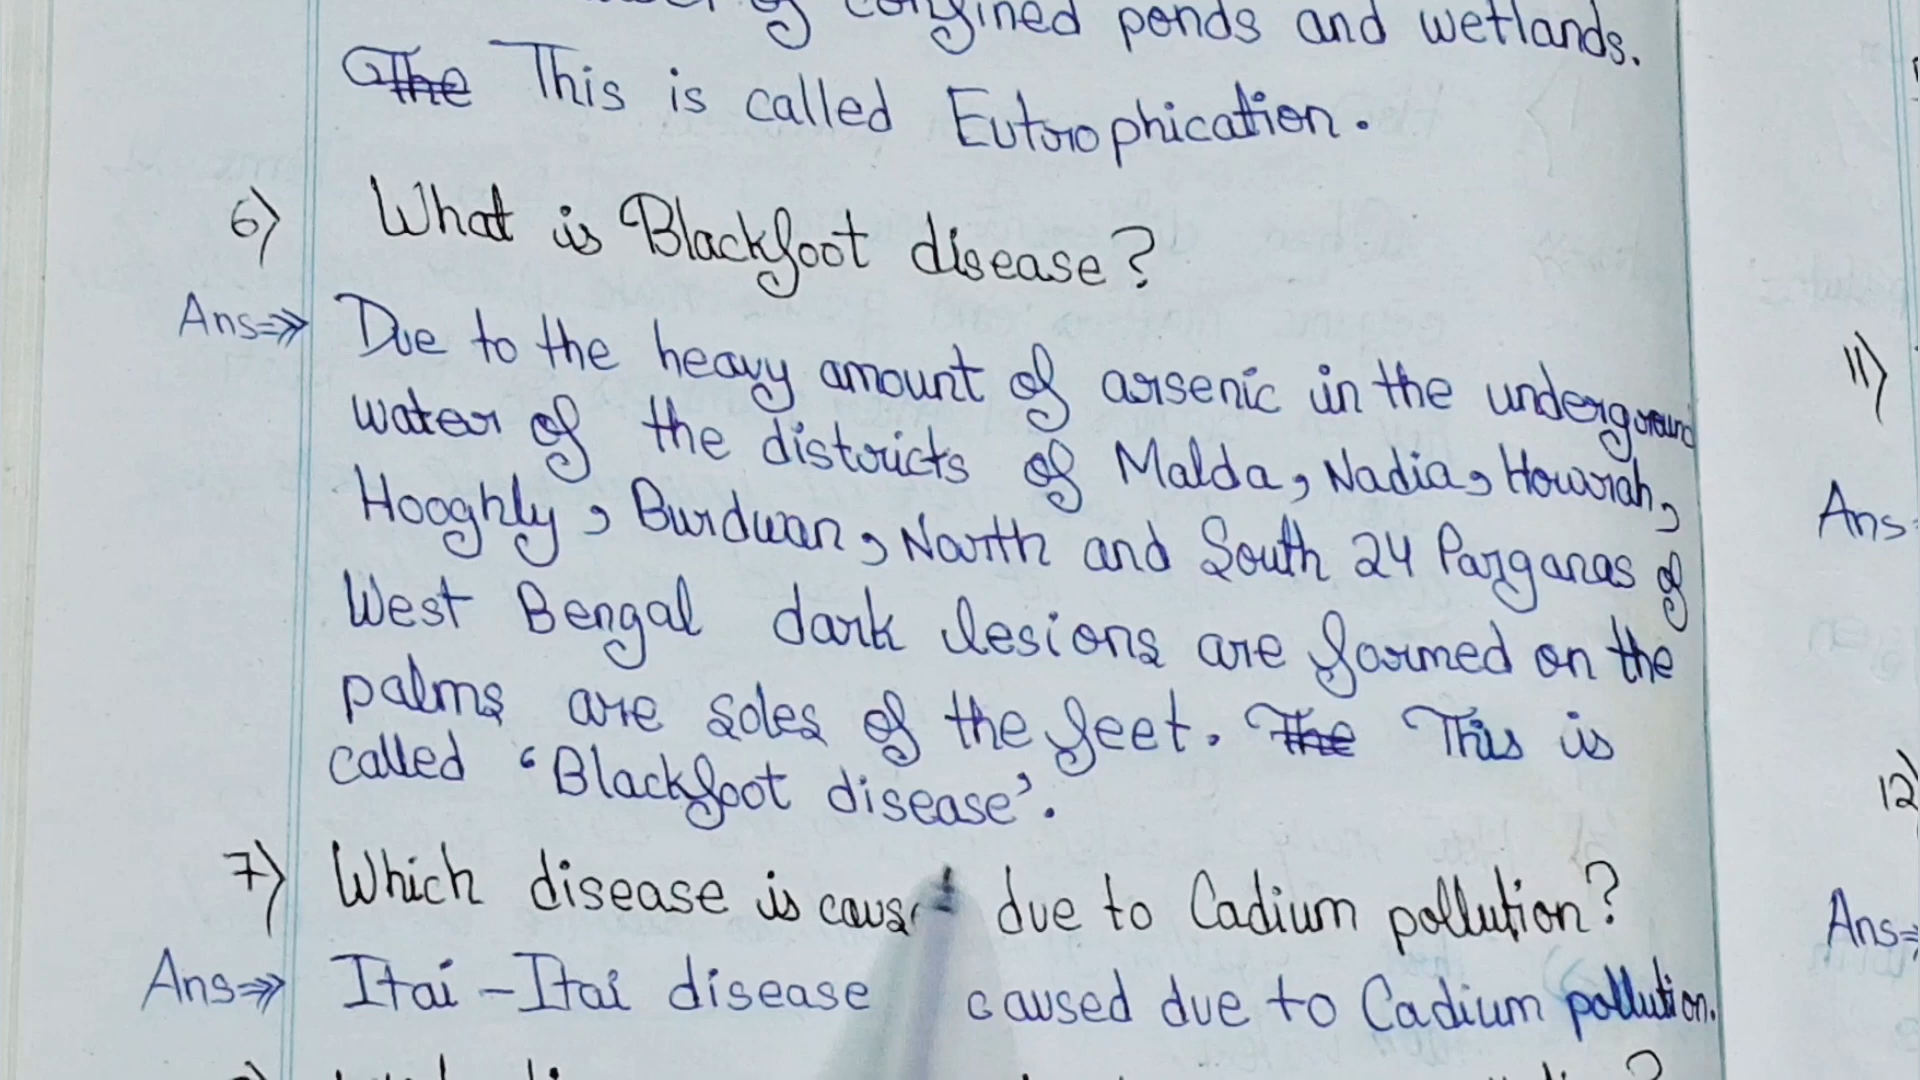 of confined ponds and wetlands.
The This is called Eutrophication.
6) What is Blackfoot disease?
Ans⇒ Due to the heavy amount of arsenic in the underground
water of the districts of Malda, Nadia, Howrah,
Hooghly, Burdwan, North and South 24 Parganas of
West Bengal dark lesions are formed on the
palms are soles of the feet. The This is
called 'Blackfoot disease'.
7) Which disease is due to Cadium pollution?
Ans⇒ Itai-Itai disease caused due to Cadium pollution.
11)
Ans
12)
Ans⇒